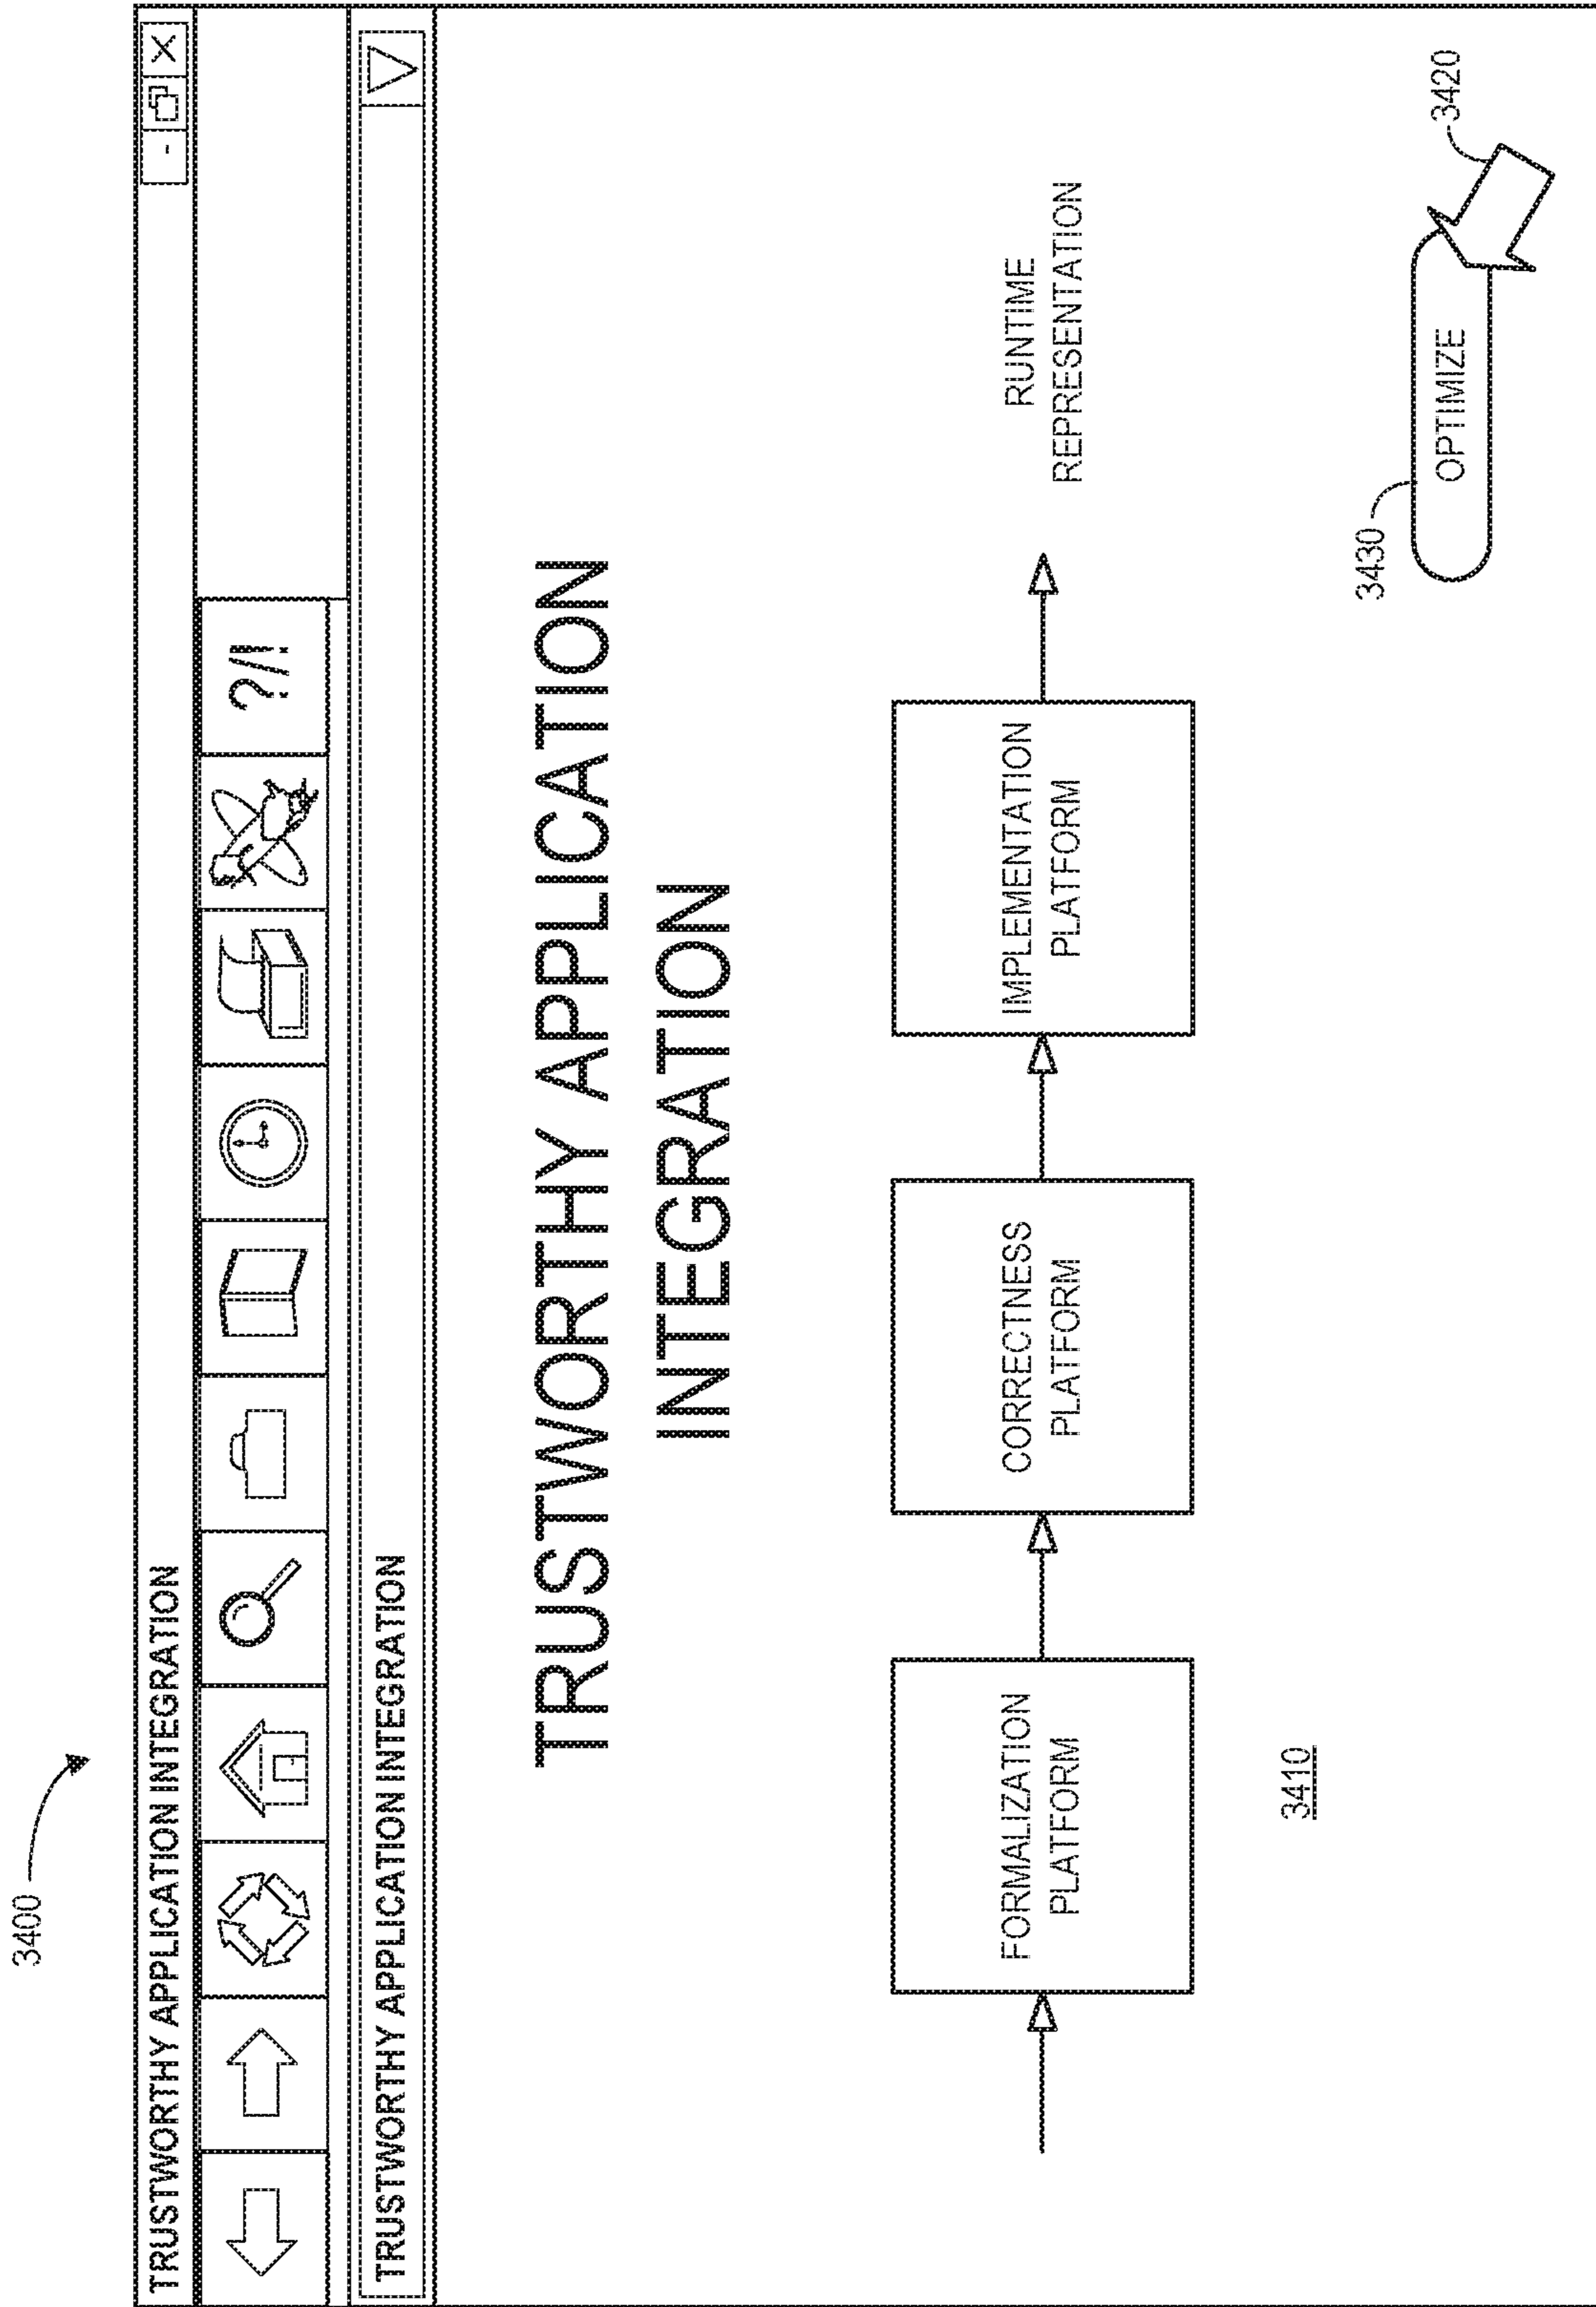 3400
TRUSTWORTHY APPLICATION INTEGRATION
- X
?/!
TRUSTWORTHY APPLICATION INTEGRATION
TRUSTWORTHY APPLICATION
INTEGRATION
FORMALIZATION
PLATFORM
CORRECTNESS
PLATFORM
IMPLEMENTATION
PLATFORM
RUNTIME
REPRESENTATION
3410
3430
OPTIMIZE
3420